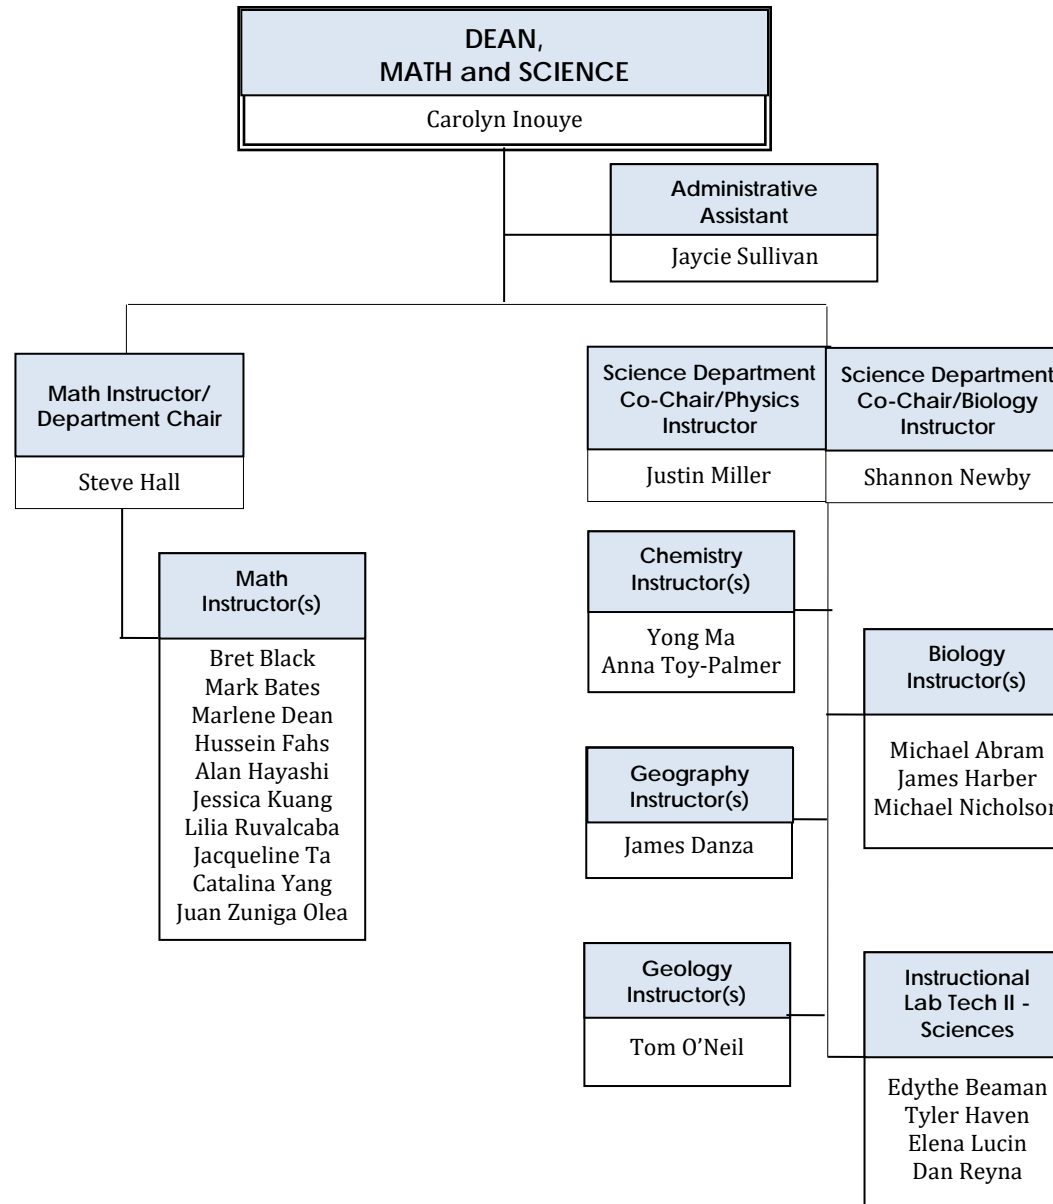 DEAN,
MATH and SCIENCE
Carolyn Inouye
Administrative
Assistant
Jaycie Sullivan
Math Instructor/
Department Chair
Steve Hall
Science Department
Co-Chair/Physics
Instructor
Justin Miller
Science Department
Co-Chair/Biology
Instructor
Shannon Newby
Math
Instructor(s)
Bret Black
Mark Bates
Marlene Dean
Hussein Fahs
Alan Hayashi
Jessica Kuang
Lilia Ruvalcaba
Jacqueline Ta
Catalina Yang
Juan Zuniga Olea
Chemistry
Instructor(s)
Yong Ma
Anna Toy-Palmer
Biology
Instructor(s)
Michael Abram
James Harber
Michael Nicholson
Geography
Instructor(s)
James Danza
Geology
Instructor(s)
Tom O’Neil
Instructional
Lab Tech II -
Sciences
Edythe Beaman
Tyler Haven
Elena Lucin
Dan Reyna